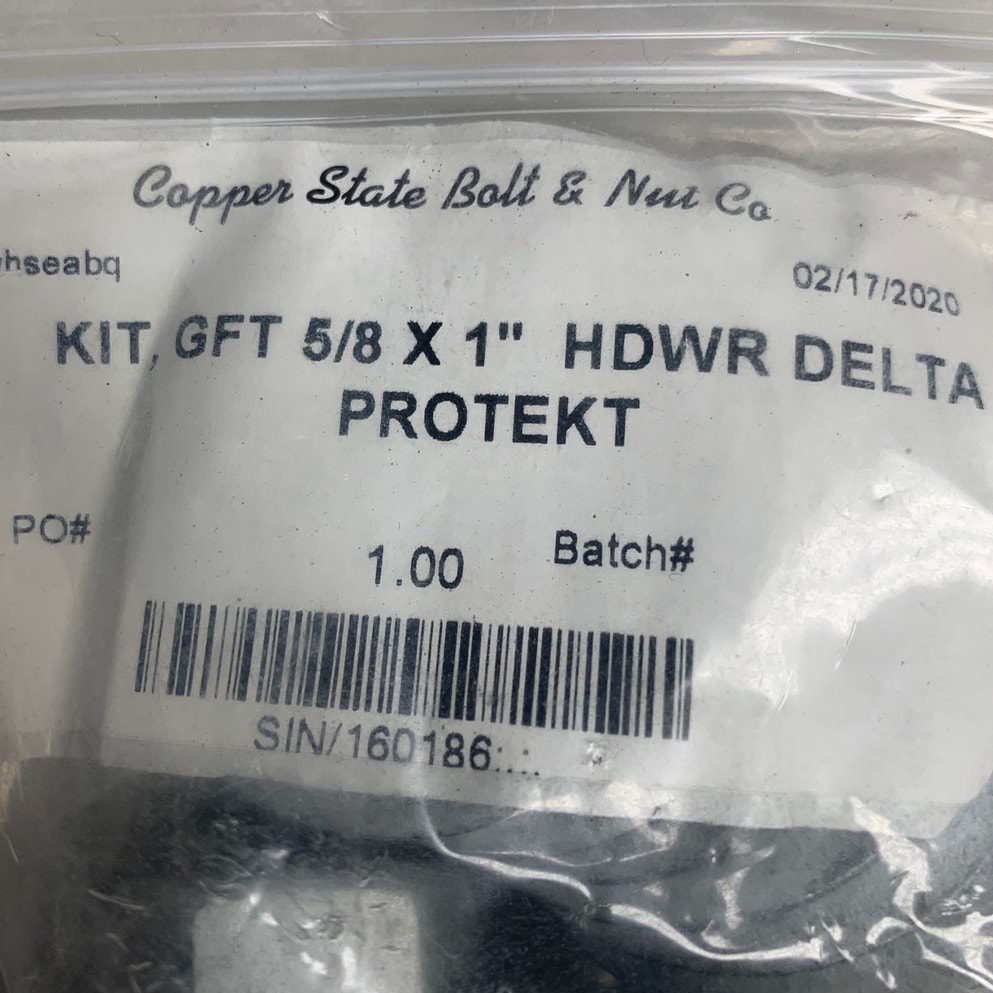 Copper State Bolt & Nut Co
whseabq
02/17/2020
KIT, GFT 5/8 X 1" HDWR DELTA
PROTEKT
PO#
1.00
Batch#
SIN/160186